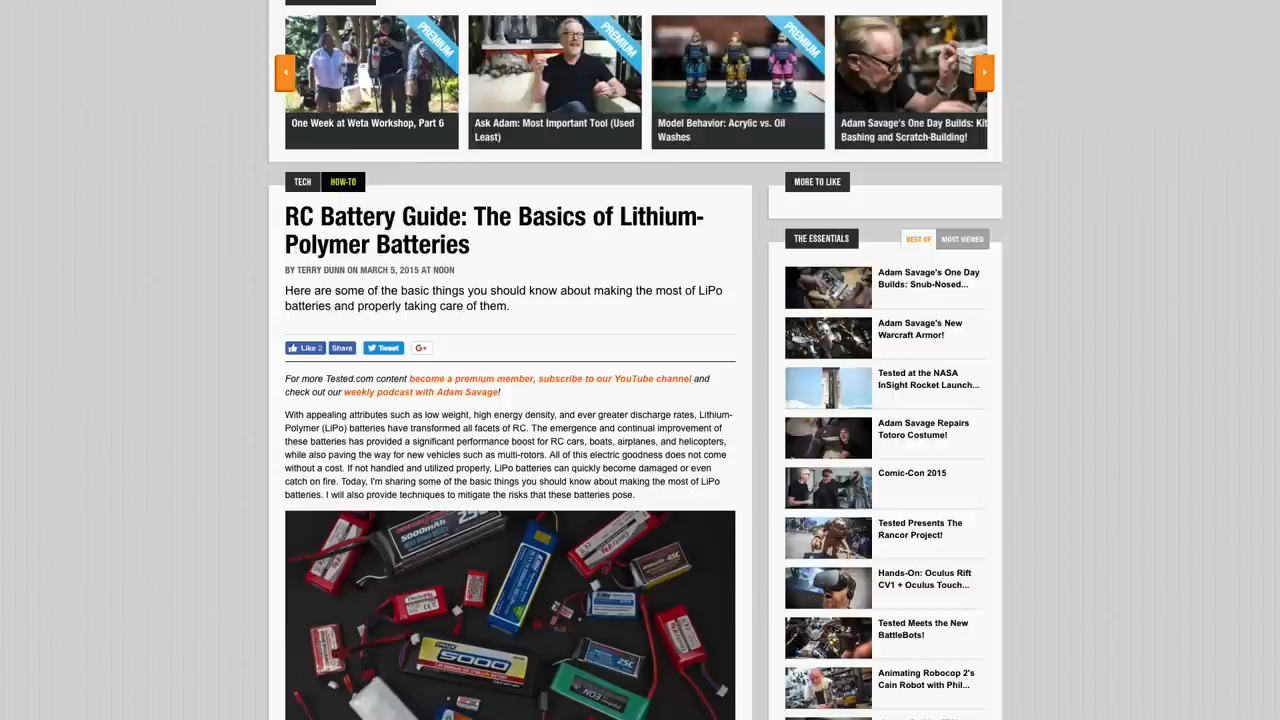 PREMIUM
PREMIUM
PREMIUM
One Week at Weta Workshop, Part 6
Ask Adam: Most Important Tool (Used
Least)
Model Behavior: Acrylic vs. Oil
Washes
Adam Savage's One Day Builds: Kit
Bashing and Scratch-Building!
TECH
HOW-TO
RC Battery Guide: The Basics of Lithium-
Polymer Batteries
BY TERRY DUNN ON MARCH 5, 2015 AT NOON
Here are some of the basic things you should know about making the most of LiPo
batteries and properly taking care of them.
Like 2
Share
Tweet
G+
For more Tested.com content become a premium member, subscribe to our YouTube channel and
check out our weekly podcast with Adam Savage!
With appealing attributes such as low weight, high energy density, and ever greater discharge rates, Lithium-
Polymer (LiPo) batteries have transformed all facets of RC. The emergence and continual improvement of
these batteries has provided a significant performance boost for RC cars, boats, airplanes, and helicopters,
while also paving the way for new vehicles such as multi-rotors. All of this electric goodness does not come
without a cost. If not handled and utilized properly, LiPo batteries can quickly become damaged or even
catch on fire. Today, I'm sharing some of the basic things you should know about making the most of LiPo
batteries. I will also provide techniques to mitigate the risks that these batteries pose.
5000mAh
25C
45C
5000
25C
MORE TO LIKE
THE ESSENTIALS
BEST OF
MOST VIEWED
Adam Savage's One Day
Builds: Snub-Nosed...
Adam Savage's New
Warcraft Armor!
Tested at the NASA
InSight Rocket Launch...
Adam Savage Repairs
Totoro Costume!
Comic-Con 2015
Tested Presents The
Rancor Project!
Hands-On: Oculus Rift
CV1 + Oculus Touch...
Tested Meets the New
BattleBots!
Animating Robocop 2's
Cain Robot with Phil...